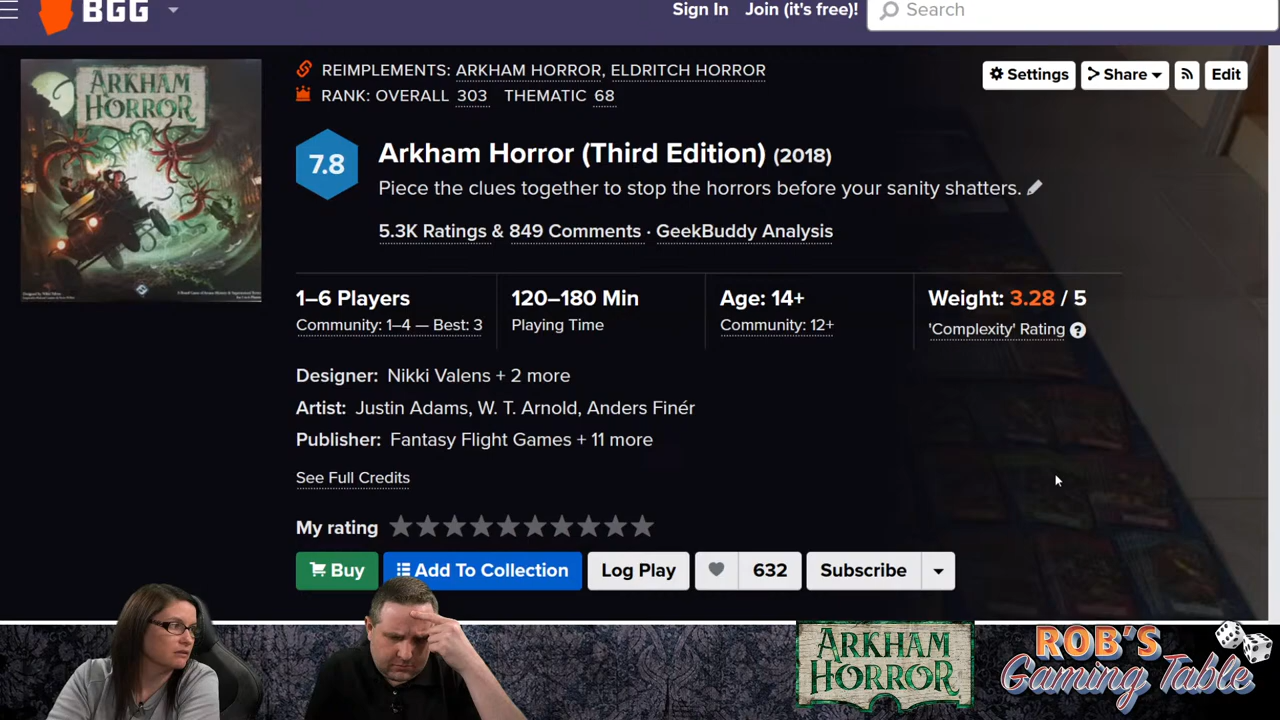 BGG
Sign In
Join (it's free)!
Search
ARKHAM
HORROR
REIMPLEMENTS: ARKHAM HORROR, ELDRITCH HORROR
RANK: OVERALL 303 THEMATIC 68
Settings
Share
Edit
7.8
Arkham Horror (Third Edition) (2018)
Piece the clues together to stop the horrors before your sanity shatters.
5.3K Ratings & 849 Comments · GeekBuddy Analysis
1–6 Players
Community: 1–4 — Best: 3
120–180 Min
Playing Time
Age: 14+
Community: 12+
Weight: 3.28 / 5
'Complexity' Rating ?
Designer: Nikki Valens + 2 more
Artist: Justin Adams, W. T. Arnold, Anders Finér
Publisher: Fantasy Flight Games + 11 more
See Full Credits
My rating
Buy
Add To Collection
Log Play
632
Subscribe
ARKHAM
HORROR
ROB'S
Gaming Table